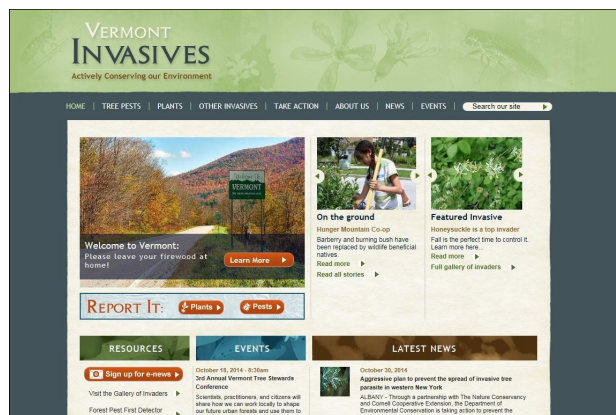 VERMONT
INVASIVES
Actively Conserving our Environment
HOME | TREE PESTS | PLANTS | OTHER INVASIVES | TAKE ACTION | ABOUT US | NEWS | EVENTS | Search our site
VERMONT
Welcome to Vermont:
Please leave your firewood at
home!
Learn More
REPORT IT: Plants Pests
On the ground
Hunger Mountain Co-op
Barberry and burning bush have
been replaced by wildlife beneficial
natives.
Read more
Read all stories
Featured Invasive
Honeysuckle is a top invader
Fall is the perfect time to control it.
Learn more here...
Read more
Full gallery of invaders
RESOURCES
Sign up for e-news
Visit the Gallery of Invaders
Forest Pest First Detector
EVENTS
October 18, 2014 - 8:30am
3rd Annual Vermont Tree Stewards
Conference
Scientists, practitioners, and citizens will
share how we can work locally to shape
our future urban forests and use them to
LATEST NEWS
October 30, 2014
Aggressive plan to prevent the spread of invasive tree
parasite in western New York
ALBANY - Through a partnership with The Nature Conservancy
and Cornell Cooperative Extension, the Department of
Environmental Conservation is taking action to prevent the